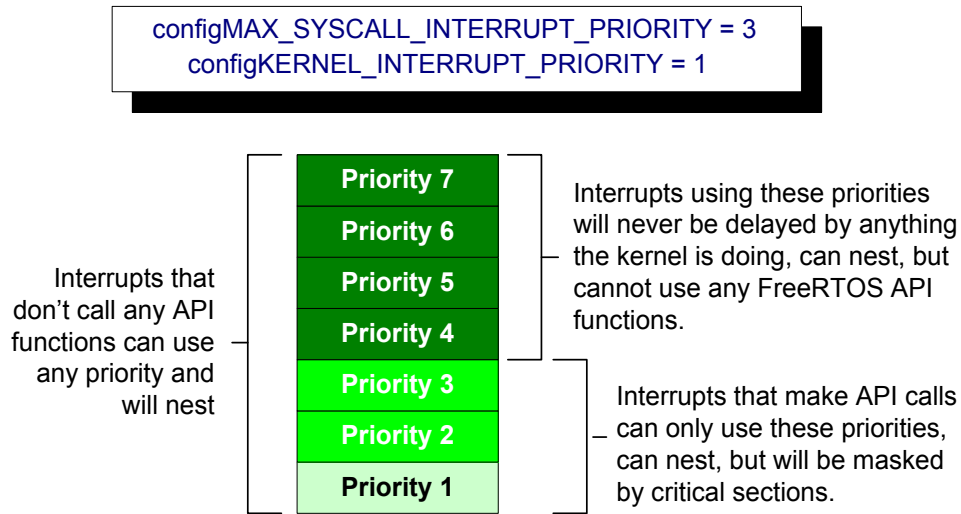 configMAX_SYSCALL_INTERRUPT_PRIORITY = 3
configKERNEL_INTERRUPT_PRIORITY = 1
Interrupts that
don’t call any API
functions can use
any priority and
will nest
Priority 7
Priority 6
Priority 5
Priority 4
Priority 3
Priority 2
Priority 1
Interrupts using these priorities
will never be delayed by anything
the kernel is doing, can nest, but
cannot use any FreeRTOS API
functions.
Interrupts that make API calls
can only use these priorities,
can nest, but will be masked
by critical sections.